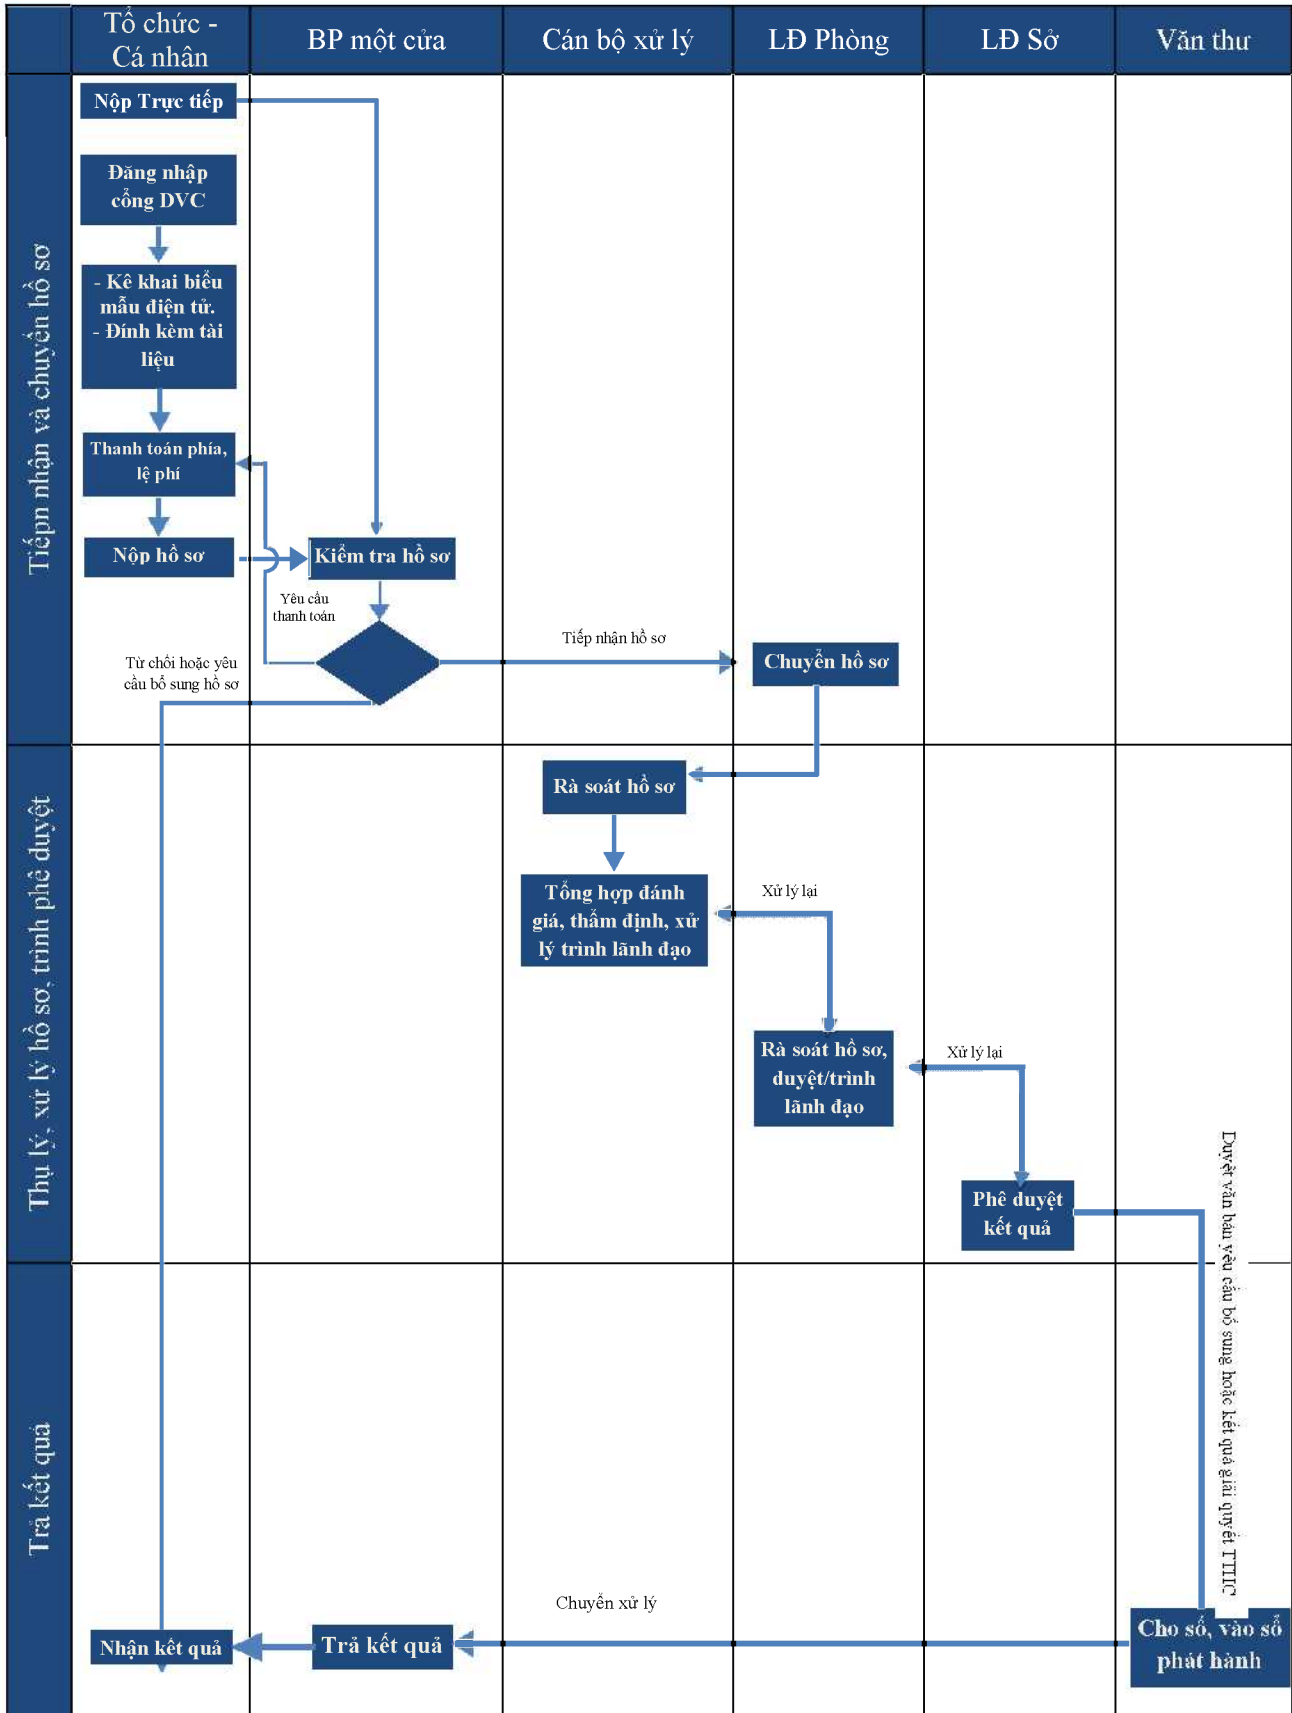 Tổ chức -
Cá nhân
BP một cửa
Cán bộ xử lý
LĐ Phòng
LĐ Sở
Văn thư
Tiếpn nhận và chuyển hồ sơ
Nộp Trực tiếp
Đăng nhập
cổng DVC
- Kê khai biểu
mẫu điện tử.
- Đính kèm tài
liệu
Thanh toán phía,
lệ phí
Nộp hồ sơ
Kiểm tra hồ sơ
Yêu cầu
thanh toán
Tiếp nhận hồ sơ
Từ chối hoặc yêu
cầu bổ sung hồ sơ
Chuyển hồ sơ
Thụ lý, xử lý hồ sơ, trình phê duyệt
Rà soát hồ sơ
Tổng hợp đánh
giá, thẩm định, xử
lý trình lãnh đạo
Xử lý lại
Rà soát hồ sơ,
duyệt/trình
lãnh đạo
Xử lý lại
Phê duyệt
kết quả
Duyệt văn bản yêu cầu bổ sung hoặc kết quả giải quyết TTHC
Trả kết quả
Chuyển xử lý
Nhận kết quả
Trả kết quả
Cho số, vào sổ
phát hành